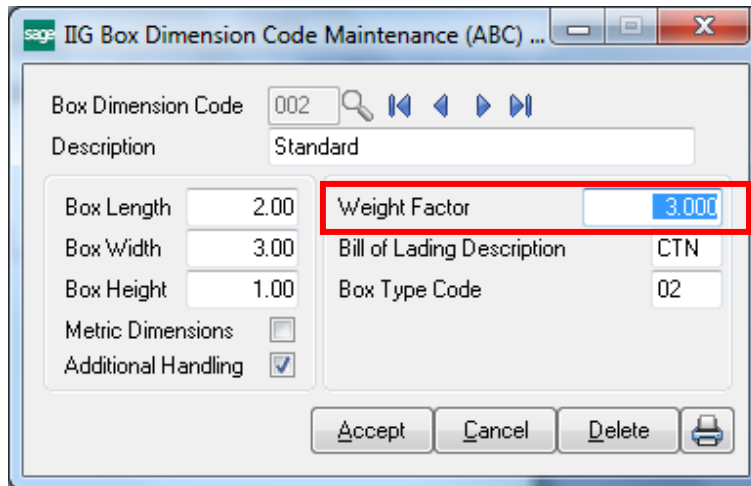 sage IIG Box Dimension Code Maintenance (ABC) ...
Box Dimension Code 002
Description Standard
Box Length 2.00 Weight Factor 3.000
Box Width 3.00 Bill of Lading Description CTN
Box Height 1.00 Box Type Code 02
Metric Dimensions
Additional Handling
Accept Cancel Delete